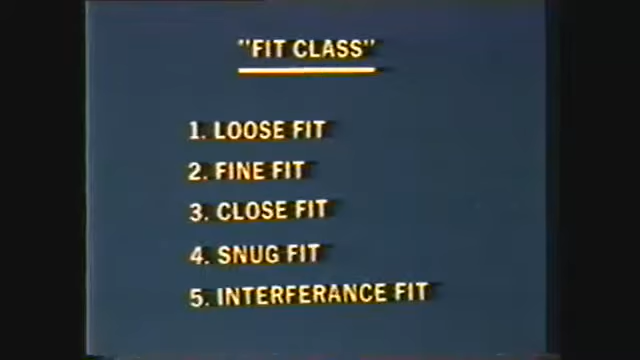 "FIT CLASS"
1. LOOSE FIT
2. FINE FIT
3. CLOSE FIT
4. SNUG FIT
5. INTERFERANCE FIT